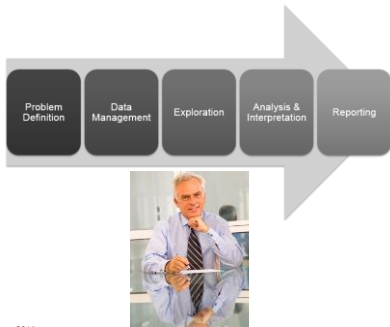 Problem
Definition
Data
Management
Exploration
Analysis &
Interpretation
Reporting